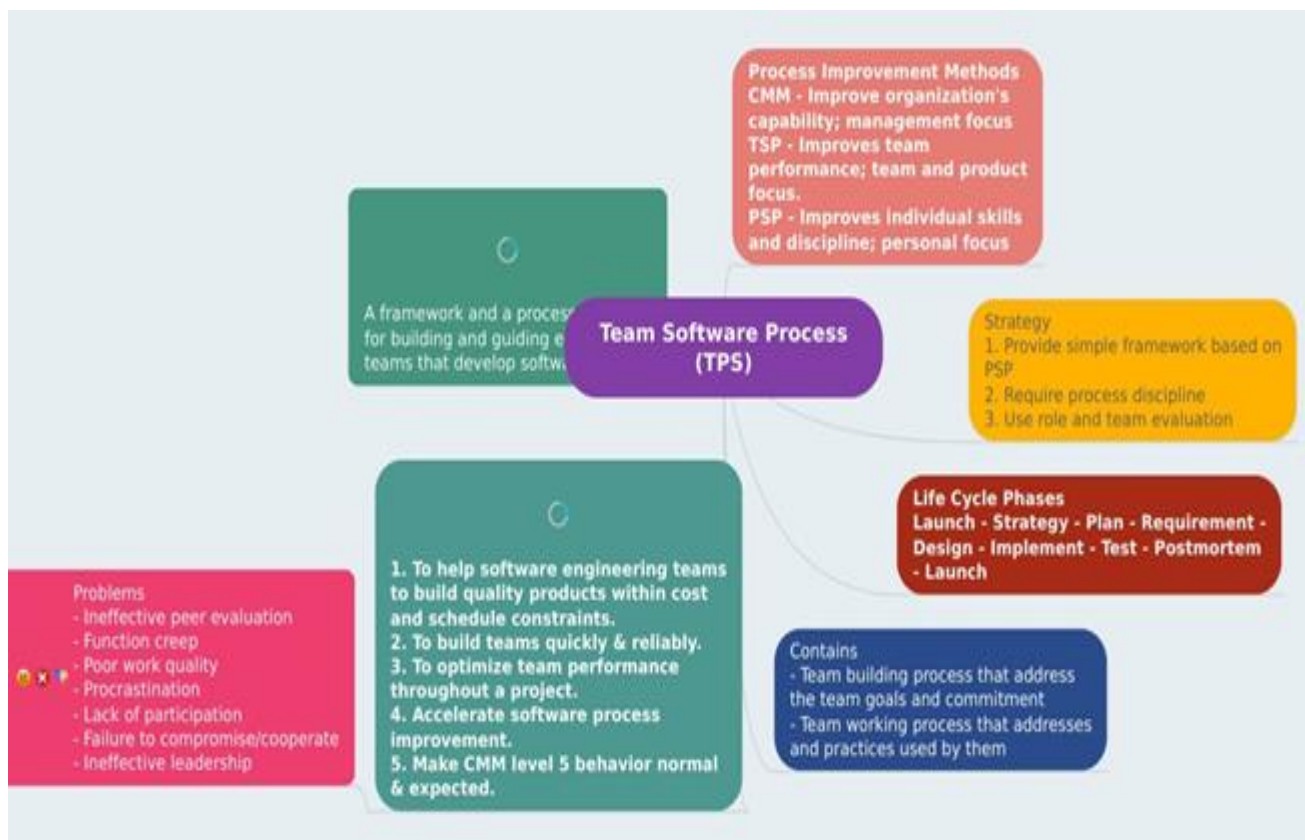 Process Improvement Methods
CMM - Improve organization's
capability; management focus
TSP - Improves team
performance; team and product
focus.
PSP - Improves individual skills
and discipline; personal focus
A framework and a process
for building and guiding
teams that develop
Team Software Process
(TPS)
Strategy
1. Provide simple framework based on
PSP
2. Require process discipline
3. Use role and team evaluation
Life Cycle Phases
Launch - Strategy - Plan - Requirement -
Design - Implement - Test - Postmortem
- Launch
1. To help software engineering teams
to build quality products within cost
and schedule constraints.
2. To build teams quickly & reliably.
3. To optimize team performance
throughout a project.
4. Accelerate software process
improvement.
5. Make CMM level 5 behavior normal
& expected.
Problems
- Ineffective peer evaluation
- Function creep
- Poor work quality
- Procrastination
- Lack of participation
- Failure to compromise/cooperate
- Ineffective leadership
Contains
- Team building process that address
the team goals and commitment
- Team working process that addresses
and practices used by them